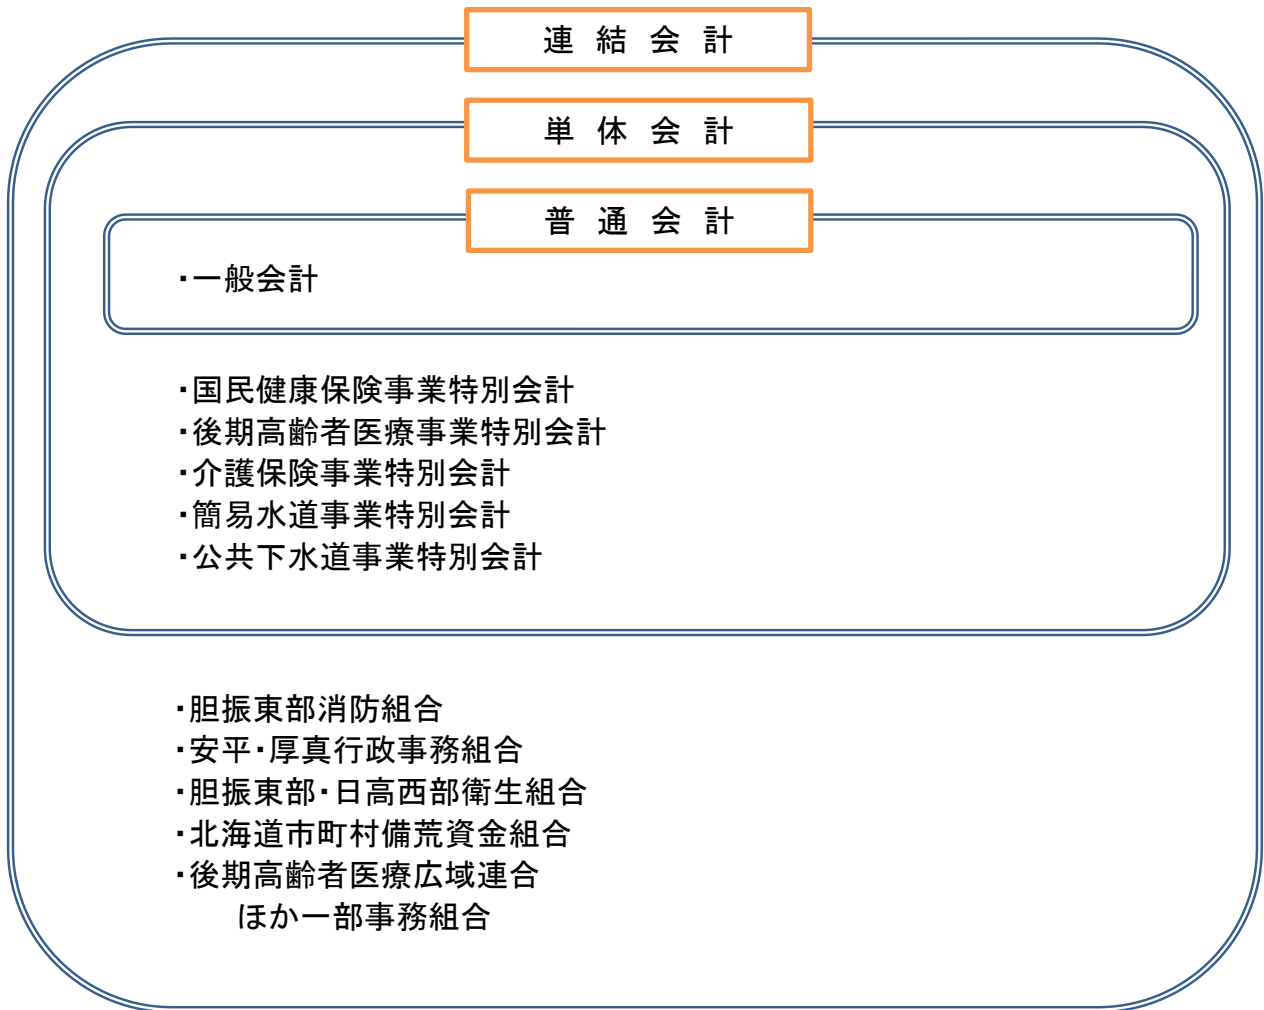 連結会計
単体会計
普通会計
・一般会計
・国民健康保険事業特別会計
・後期高齢者医療事業特別会計
・介護保険事業特別会計
・簡易水道事業特別会計
・公共下水道事業特別会計
・胆振東部消防組合
・安平・厚真行政事務組合
・胆振東部・日高西部衛生組合
・北海道市町村備荒資金組合
・後期高齢者医療広域連合
ほか一部事務組合